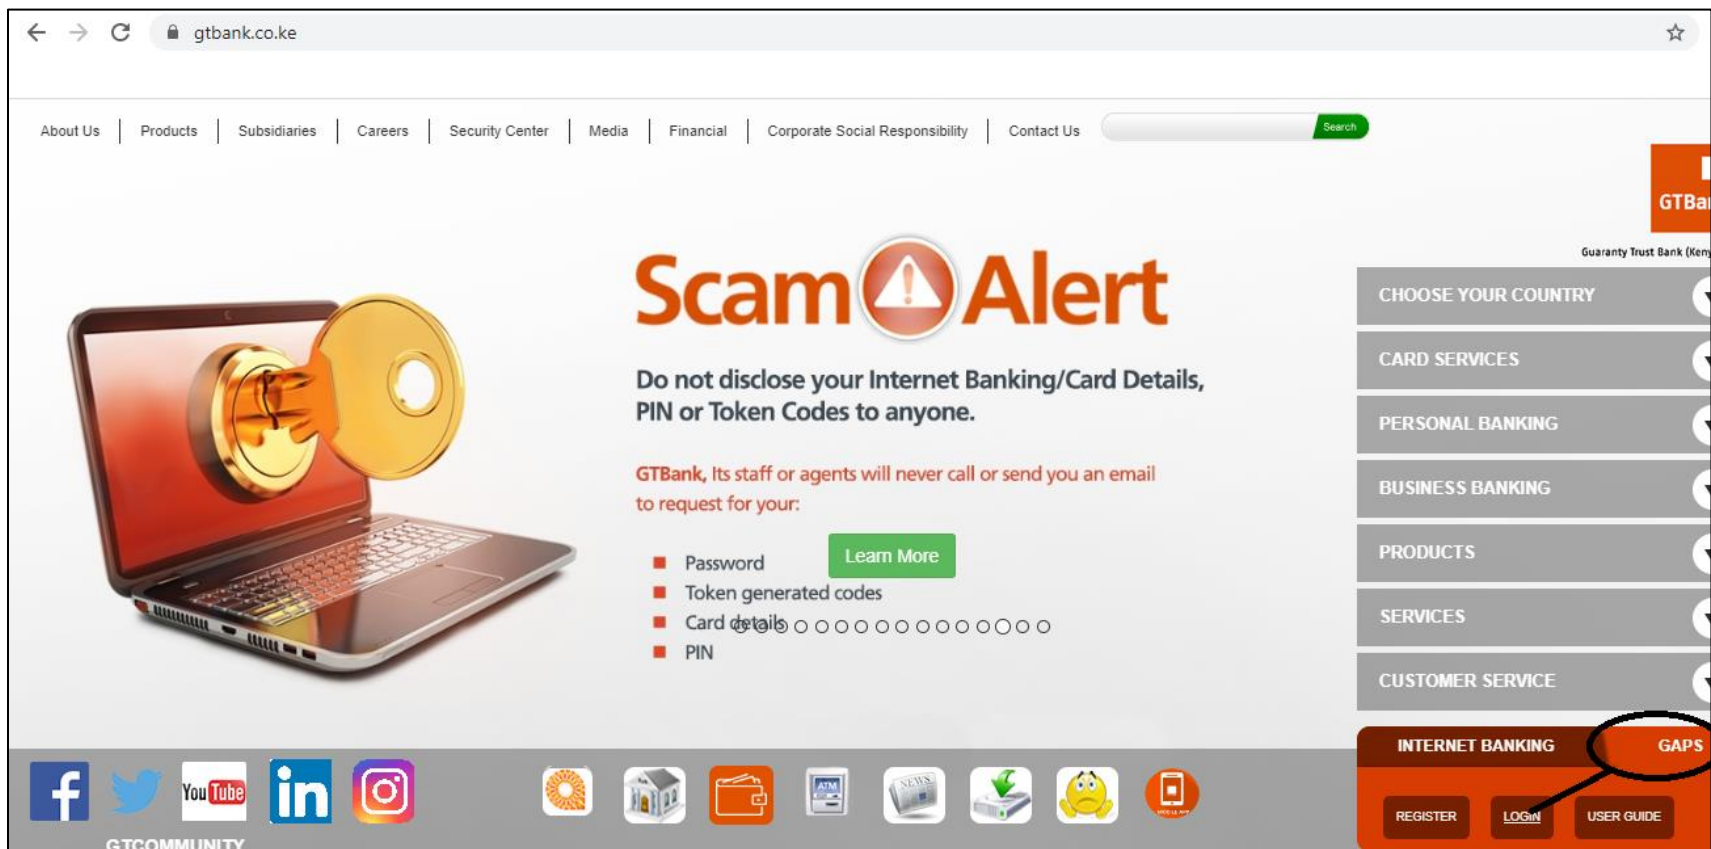 gtbank.co.ke
About Us Products Subsidiaries Careers Security Center Media Financial Corporate Social Responsibility Contact Us Search
GTBa
Guaranty Trust Bank (Keny
Scam Alert
Do not disclose your Internet Banking/Card Details,
PIN or Token Codes to anyone.
GTBank, Its staff or agents will never call or send you an email
to request for your:
Password
Learn More
Token generated codes
Card details
PIN
CHOOSE YOUR COUNTRY
CARD SERVICES
PERSONAL BANKING
BUSINESS BANKING
PRODUCTS
SERVICES
CUSTOMER SERVICE
INTERNET BANKING GAPS
REGISTER LOGIN USER GUIDE
You Tube
in
ATM
NEWS
GTCOMMUNITY